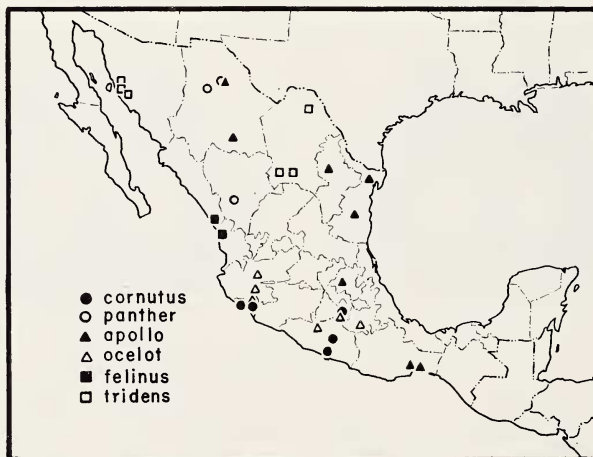 cornutus
panther
apollo
ocelot
felinus
tridens